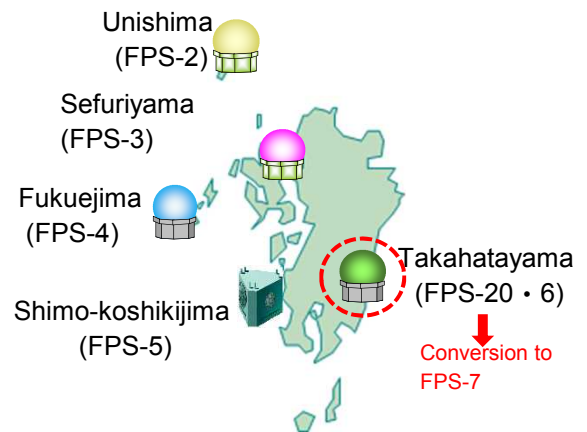 Unishima
(FPS-2)
Sefuriyama
(FPS-3)
Fukuejima
(FPS-4)
Takahatayama
(FPS-20・6)
Shimo-koshikijima
(FPS-5)
Conversion to
FPS-7